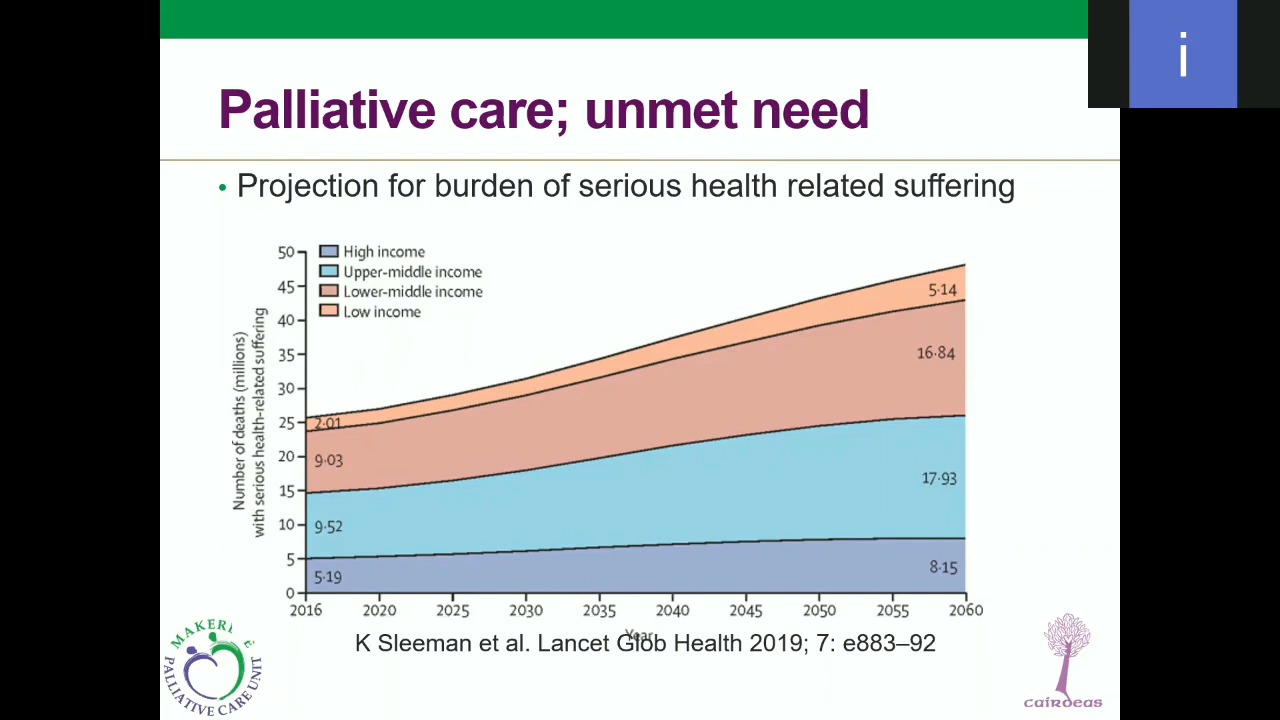 i
Palliative care; unmet need
• Projection for burden of serious health related suffering
Number of deaths (millions)
with serious health-related suffering
50
45
40
35
30
25
20
15
10
5
0
High income
Upper-middle income
Lower-middle income
Low income
2·01
9·03
9·52
5·19
5·14
16·84
17·93
8·15
2016 2020 2025 2030 2035 2040 2045 2050 2055 2060
Year
K Sleeman et al. Lancet Glob Health 2019; 7: e883–92
PALLIATIVE CARE UNIT
cairdeas